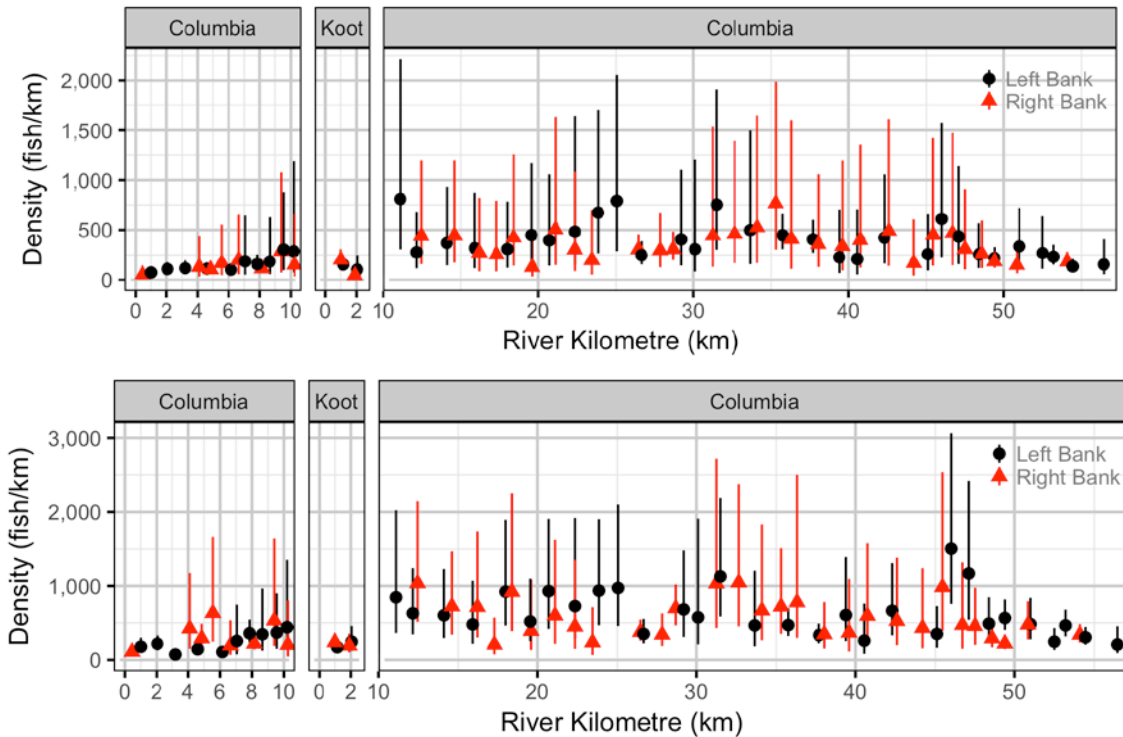 Columbia Koot Columbia
Density (fish/km)
2,000
1,500
1,000
500
0
Left Bank
Right Bank
0 2 4 6 8 10 0 2 20 30 40 50
River Kilometre (km)
Columbia Koot Columbia
Density (fish/km)
3,000
2,000
1,000
0
Left Bank
Right Bank
0 2 4 6 8 10 0 2 10 20 30 40 50
River Kilometre (km)